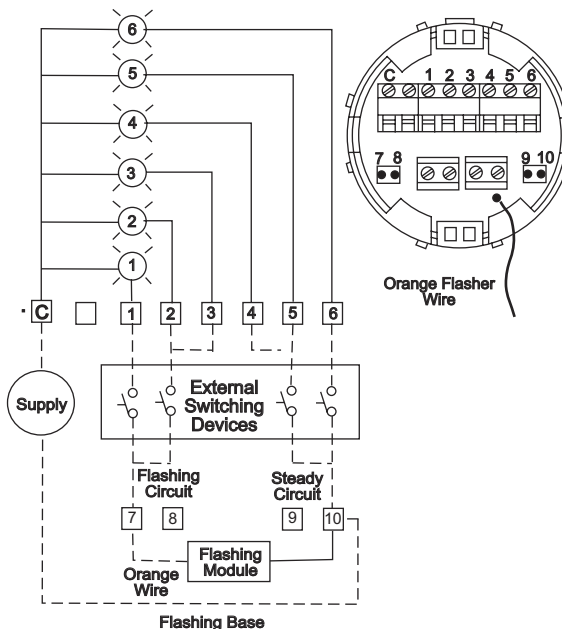 6
5
4
3
2
1
C 1 2 3 4 5 6
7 8
9 10
Orange Flasher
Wire
C 1 2 3 4 5 6
Supply
External
Switching
Devices
Flashing
Circuit
Steady
Circuit
7 8 9 10
Flashing
Module
Orange
Wire
Flashing Base